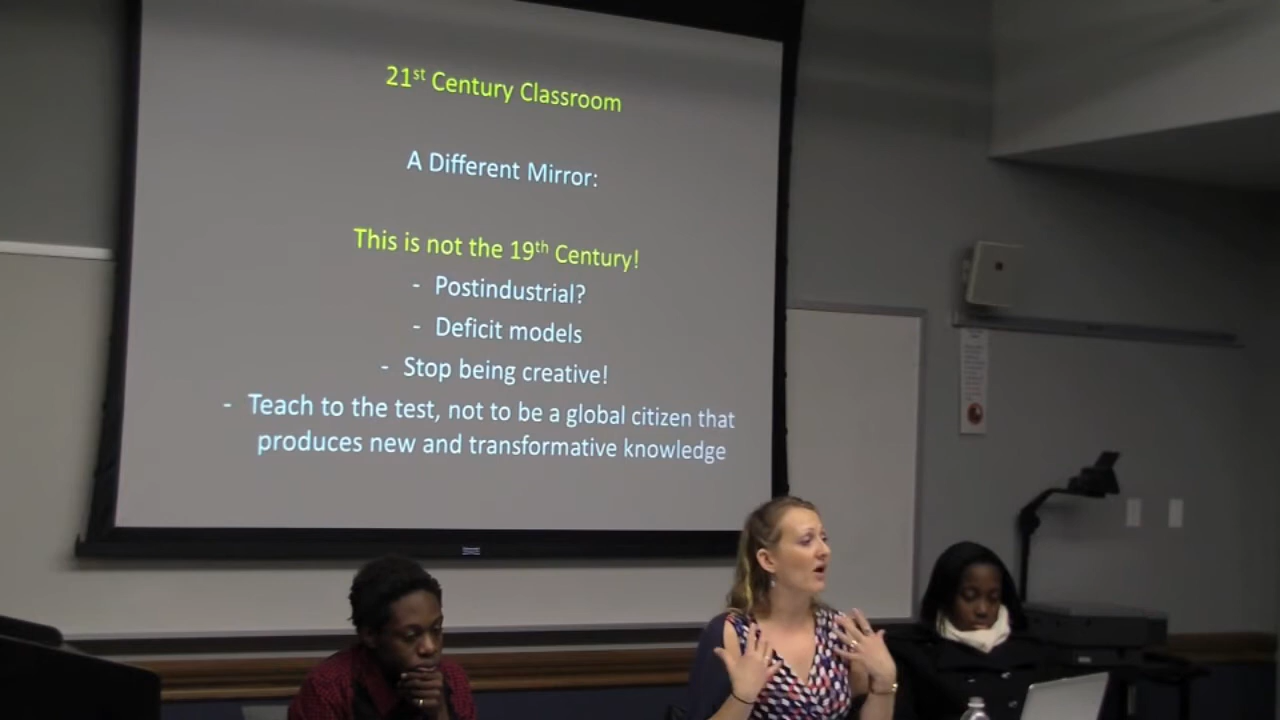 21st Century Classroom
A Different Mirror:
This is not the 19th Century!
- Postindustrial?
- Deficit models
- Stop being creative!
- Teach to the test, not to be a global citizen that
produces new and transformative knowledge